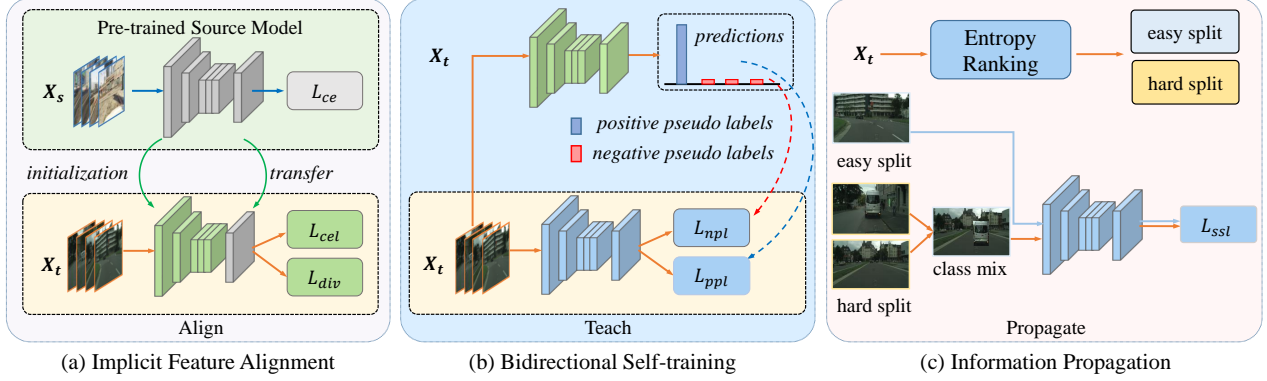 Pre-trained Source Model
X_s
L_ce
initialization
transfer
X_t
L_cel
L_div
Align
(a) Implicit Feature Alignment
X_t
predictions
positive pseudo labels
negative pseudo labels
X_t
L_npl
L_ppl
Teach
(b) Bidirectional Self-training
X_t
Entropy
Ranking
easy split
hard split
easy split
class mix
hard split
L_ssl
Propagate
(c) Information Propagation